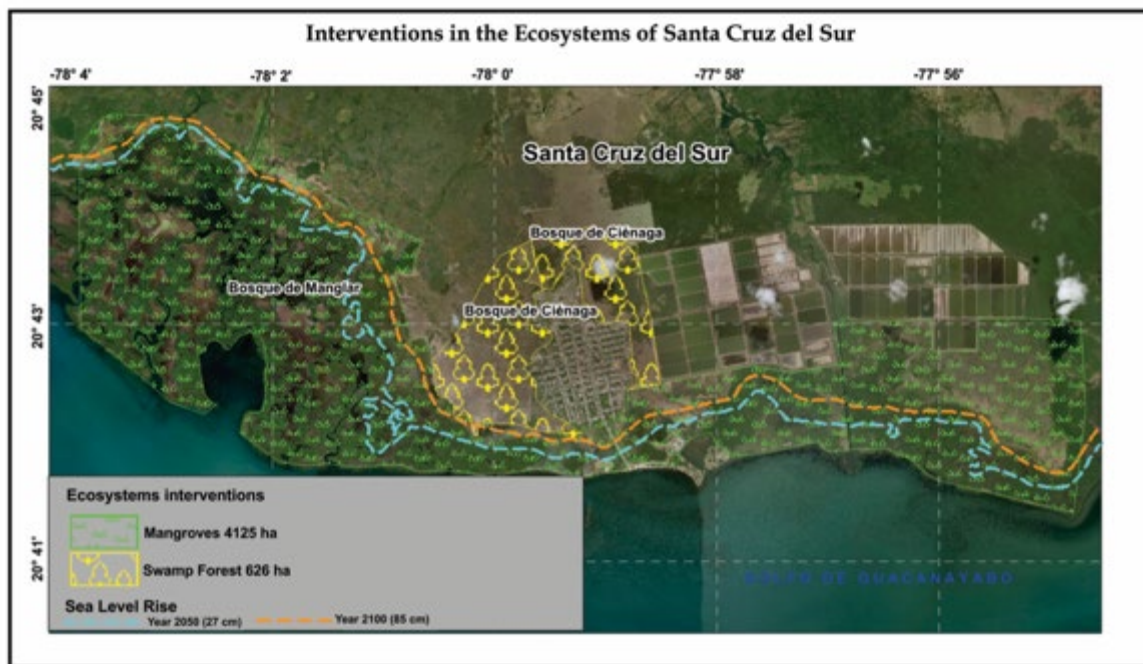 Interventions in the Ecosystems of Santa Cruz del Sur
-78° 4' -78° 2' -78° 0' -77° 58' -77° 56'
20° 45'
Santa Cruz del Sur
Bosque de Ciénaga
Bosque de Manglar
Bosque de Ciénaga
20° 43'
Ecosystems interventions
Mangroves 4125 ha
Swamp Forest 626 ha
20° 41'
GOLFO DE GUACANAYABO
Sea Level Rise
Year 2050 (27 cm) Year 2100 (85 cm)